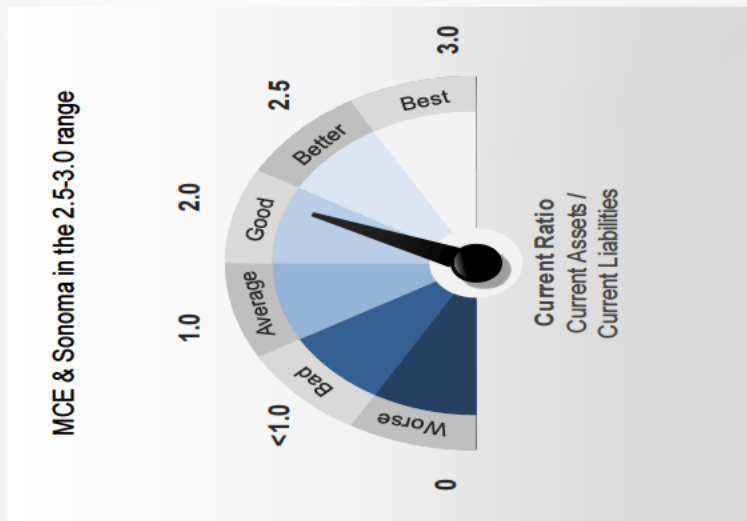 MCE & Sonoma in the 2.5-3.0 range
0
<1.0
1.0
2.0
2.5
3.0
Worse
Bad
Average
Good
Better
Best
Current Ratio
Current Assets /
Current Liabilities